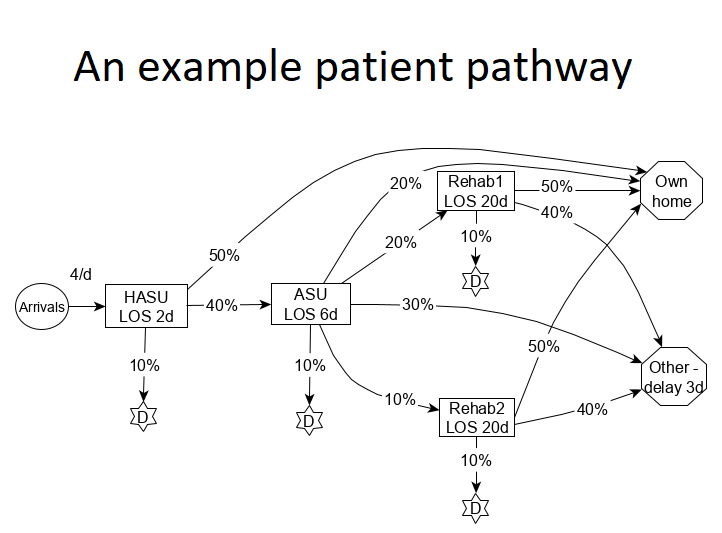 An example patient pathway
20%
Rehab1
LOS 20d
50%
Own
home
40%
20%
10%
50%
D
4/d
Arrivals
HASU
LOS 2d
40%
ASU
LOS 6d
30%
10%
D
10%
D
50%
Other -
delay 3d
10%
Rehab2
LOS 20d
40%
10%
D